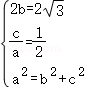 2b=2√3
c/a=1/2
a²=b²+c²